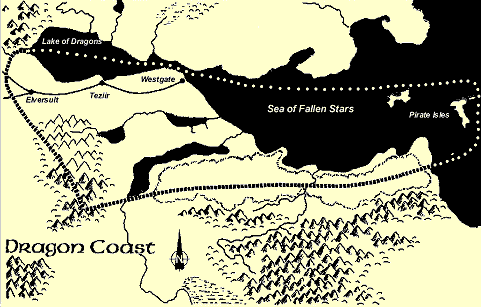 Lake of Dragons
Westgate
Elversult
Teziir
Sea of Fallen Stars
Pirate Isles
Dragon Coast
N